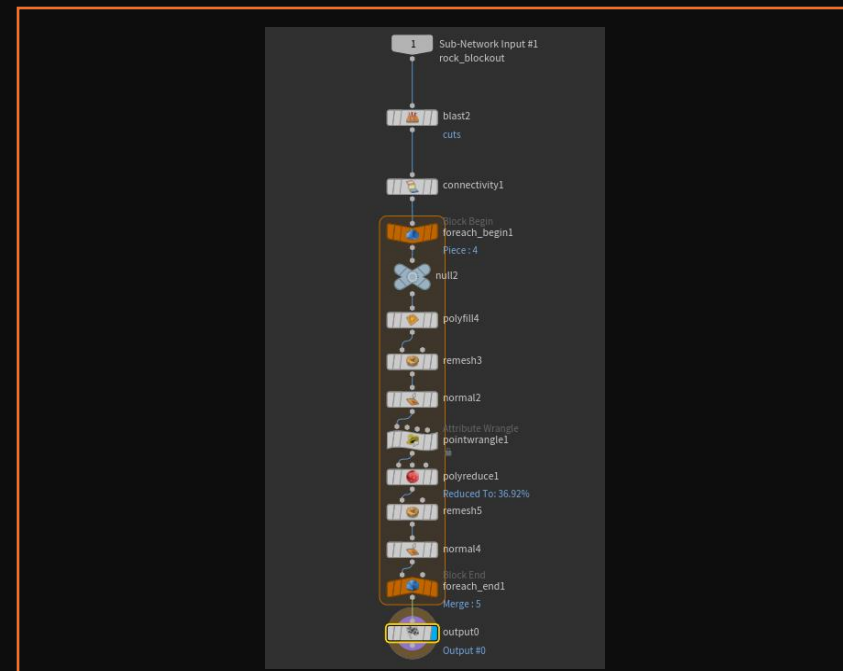 1
Sub-Network Input #1
rock_blockout
blast2
cuts
connectivity1
Block Begin
foreach_begin1
Piece : 4
null2
polyfill4
remesh3
normal2
Attribute Wrangle
pointwrangle1
polyreduce1
Reduced To: 36.92%
remesh5
normal4
Block End
foreach_end1
Merge : 5
output0
Output #0